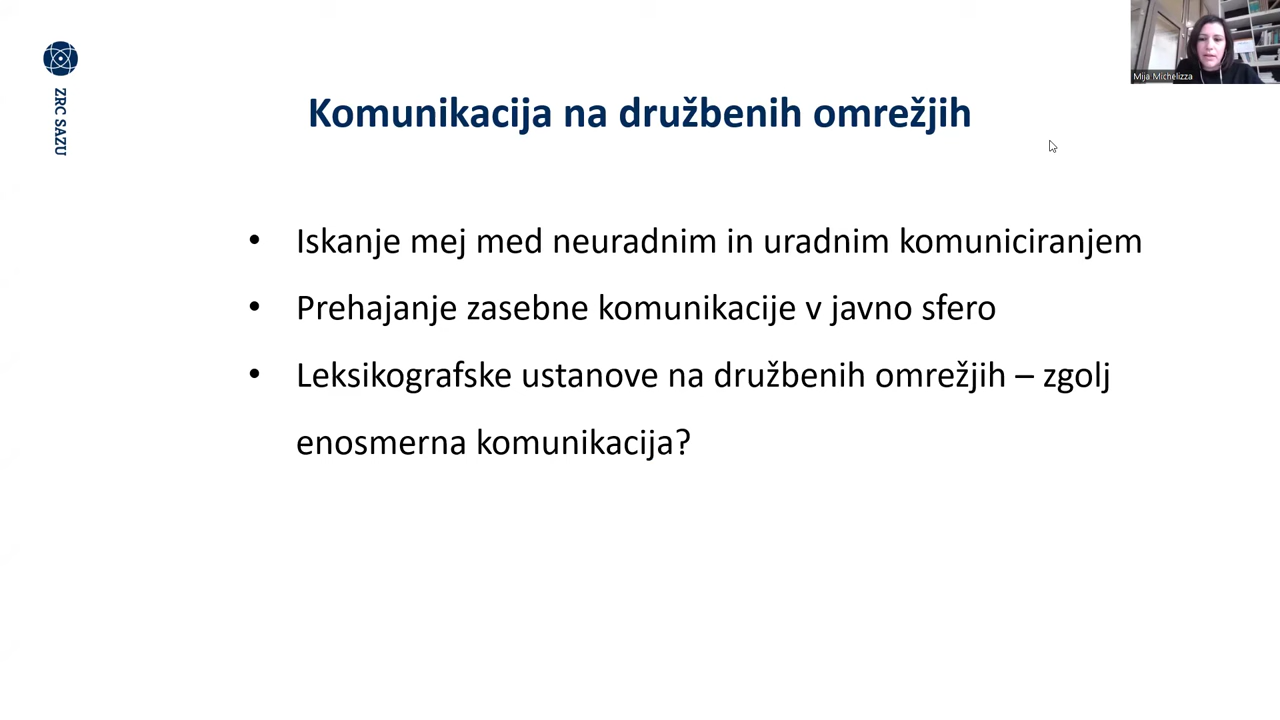 ZRC SAZU
Mija Michelizza
Komunikacija na družbenih omrežjih
• Iskanje mej med neuradnim in uradnim komuniciranjem
• Prehajanje zasebne komunikacije v javno sfero
• Leksikografske ustanove na družbenih omrežjih – zgolj
enosmerna komunikacija?